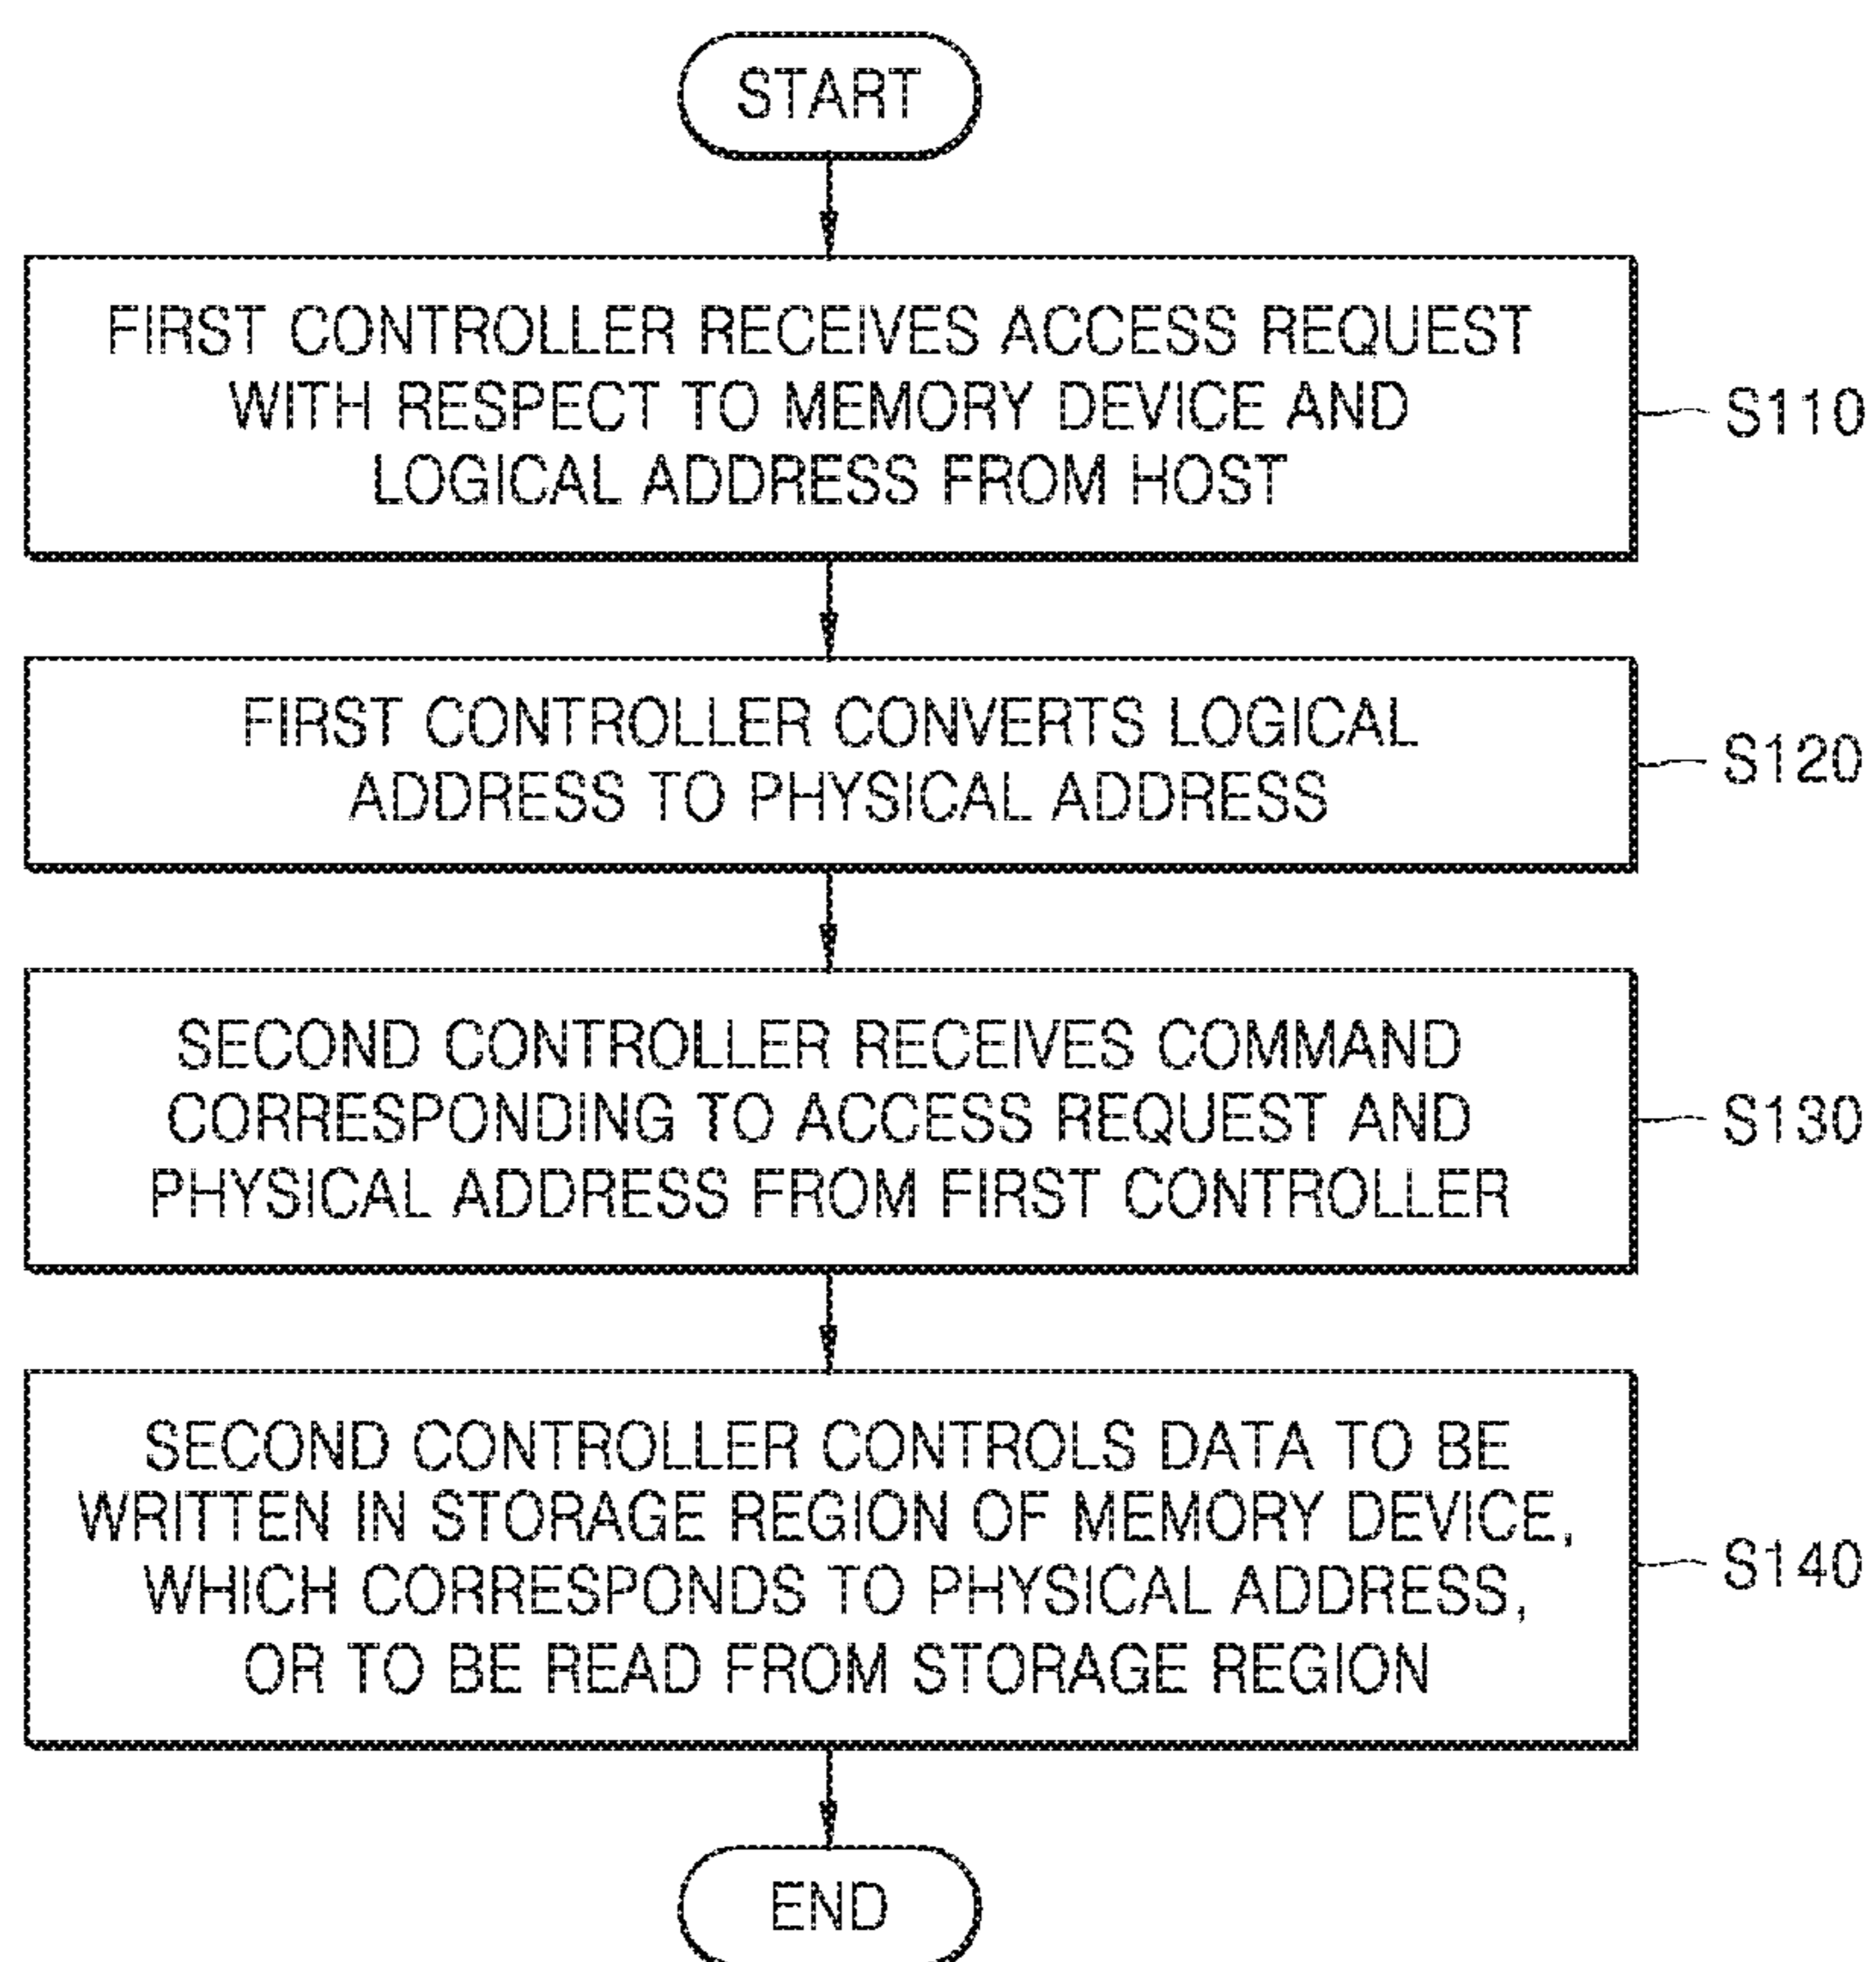 START
FIRST CONTROLLER RECEIVES ACCESS REQUEST
WITH RESPECT TO MEMORY DEVICE AND
LOGICAL ADDRESS FROM HOST
S110
FIRST CONTROLLER CONVERTS LOGICAL
ADDRESS TO PHYSICAL ADDRESS
S120
SECOND CONTROLLER RECEIVES COMMAND
CORRESPONDING TO ACCESS REQUEST AND
PHYSICAL ADDRESS FROM FIRST CONTROLLER
S130
SECOND CONTROLLER CONTROLS DATA TO BE
WRITTEN IN STORAGE REGION OF MEMORY DEVICE,
WHICH CORRESPONDS TO PHYSICAL ADDRESS,
OR TO BE READ FROM STORAGE REGION
S140
END